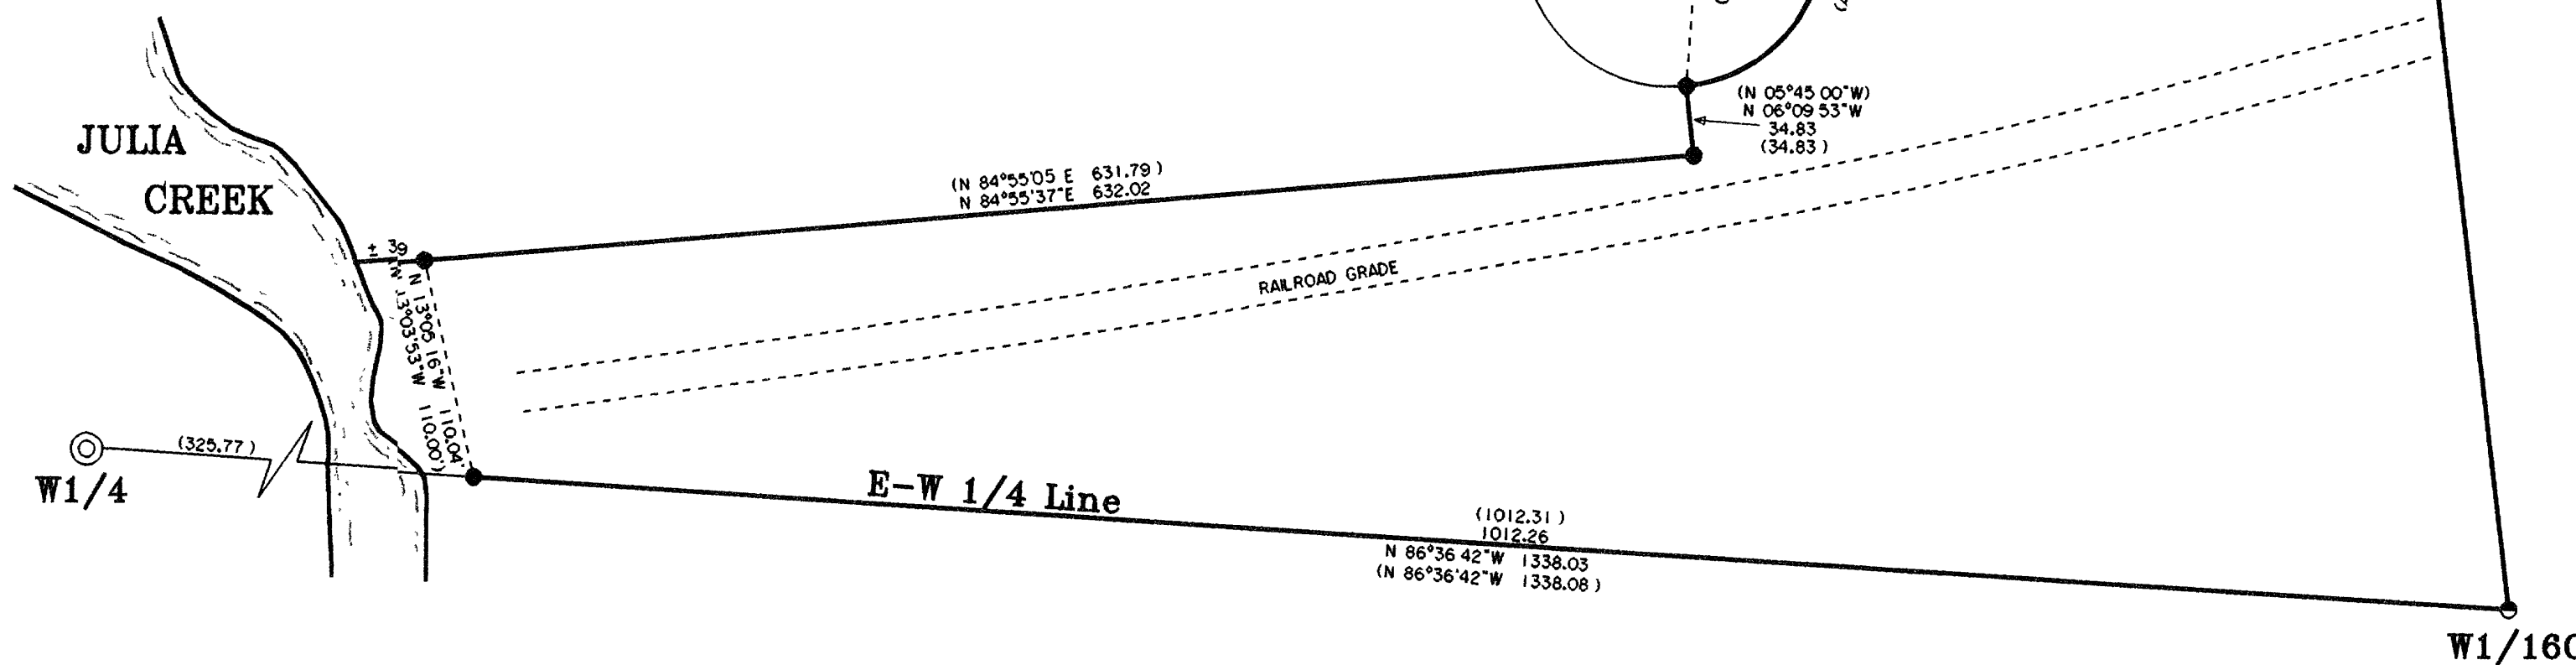 (N 05°45 00"W)
N 06°09 53"W
34.83
(34.83 )
JULIA
CREEK
(N 84°55'05 E 631.79 )
N 84°55'37"E 632.02
± 39
N 13°05 16"W 110.04'
(N 13°03'53"W 110.00')
RAILROAD GRADE
(325.77 )
W1/4
E-W 1/4 Line
(1012.31 )
1012.26
N 86°36 42"W 1338.03
(N 86°36'42"W 1338.08 )
W1/16